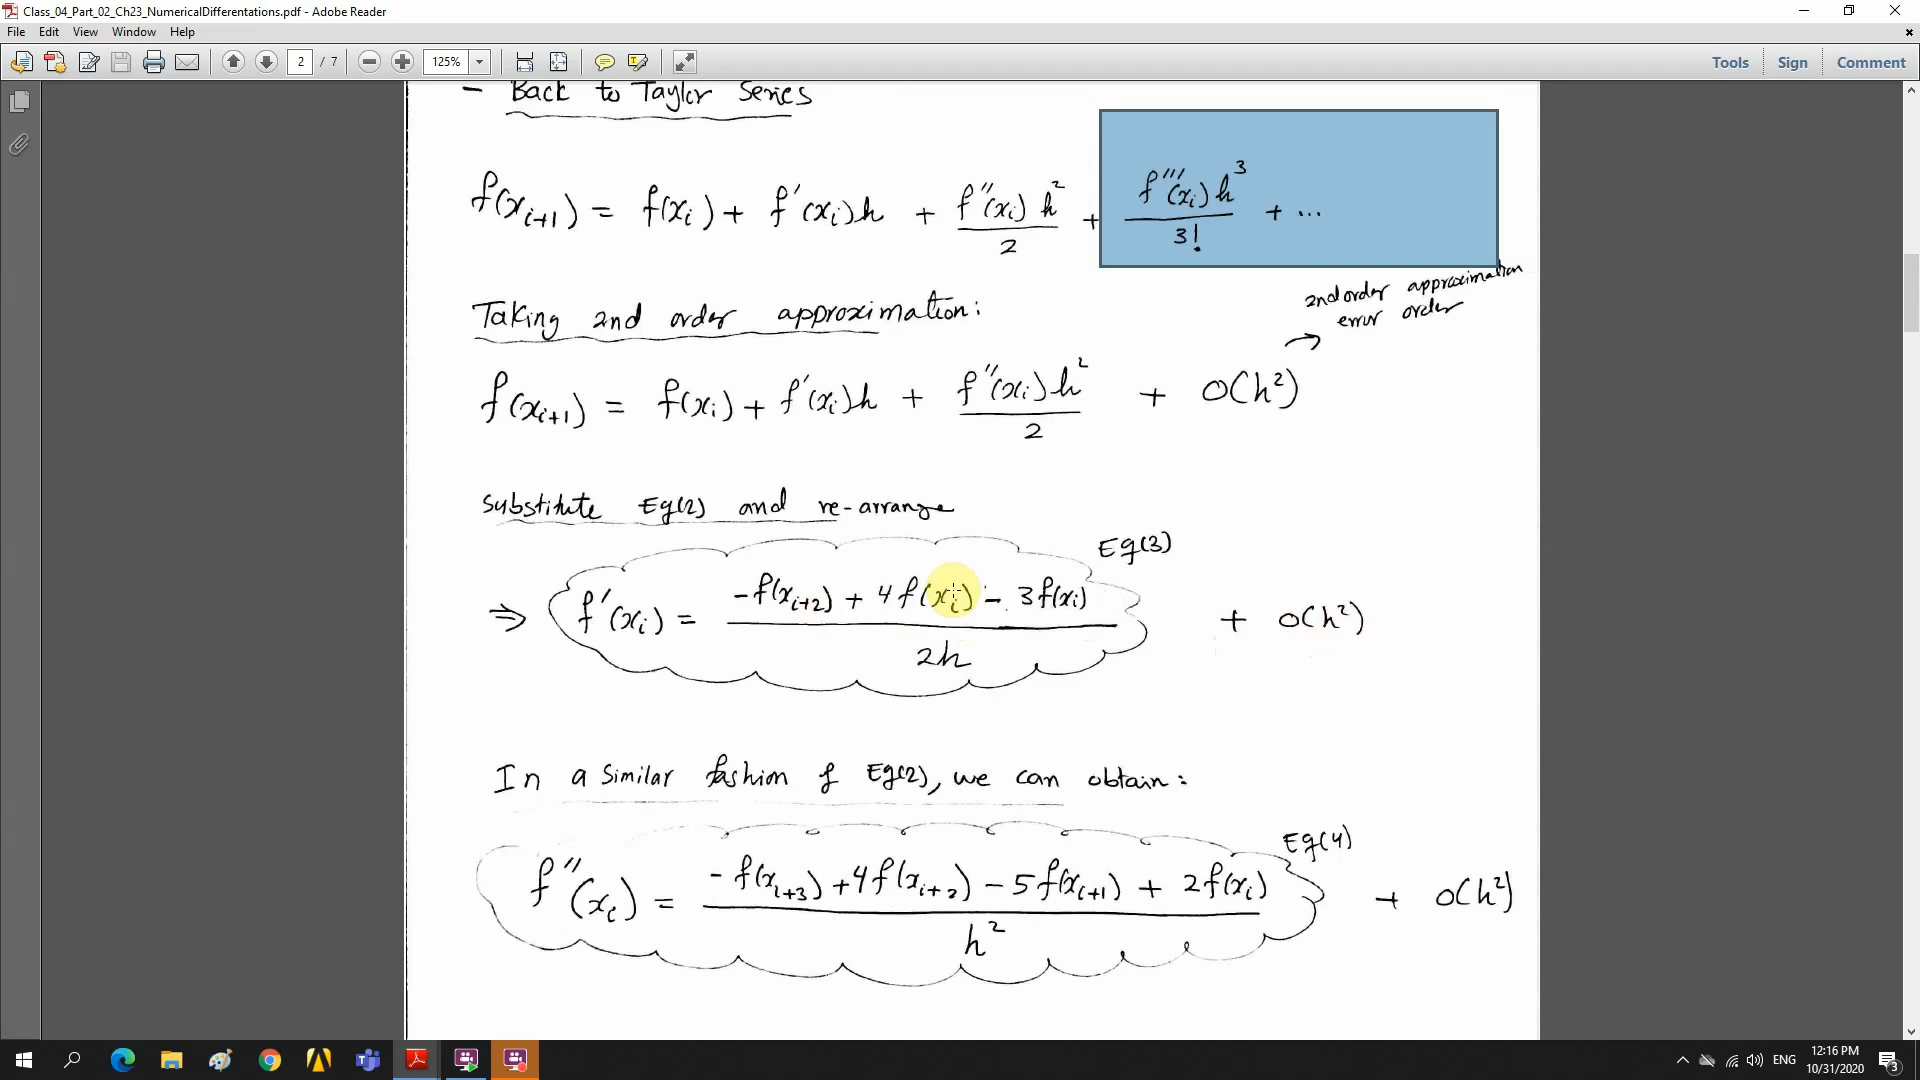 Class_04_Part_02_Ch23_NumericalDifferentations.pdf - Adobe Reader
File Edit View Window Help
2 / 7 125% Tools Sign Comment
- Back to Taylor Series
f(xᵢ₊₁) = f(xᵢ) + f'(xᵢ)h + f''(xᵢ) h² / 2 + f'''(xᵢ) h³ / 3! + ...
2nd order approximation
error order
Taking 2nd order approximation:
f(xᵢ₊₁) = f(xᵢ) + f'(xᵢ)h + f''(xᵢ)h² / 2 + O(h²)
Substitute Eq(2) and re-arrange
Eq(3)
⇒ f'(xᵢ) = -f(xᵢ₊₂) + 4f(xᵢ) - 3f(xᵢ) / 2h + O(h²)
In a similar fashion of Eq(2), we can obtain:
Eq(4)
f''(xᵢ) = -f(xᵢ₊₃) + 4f(xᵢ₊₂) - 5f(xᵢ₊₁) + 2f(xᵢ) / h² + O(h²)
ENG
12:16 PM
10/31/2020
3